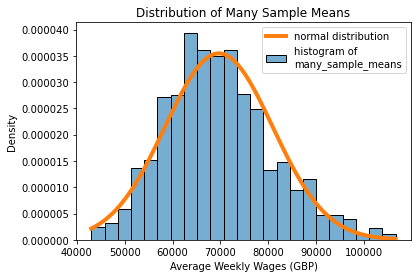 Distribution of Many Sample Means
normal distribution
histogram of
many_sample_means
Density
0.000040
0.000035
0.000030
0.000025
0.000020
0.000015
0.000010
0.000005
0.000000
40000 50000 60000 70000 80000 90000 100000
Average Weekly Wages (GBP)